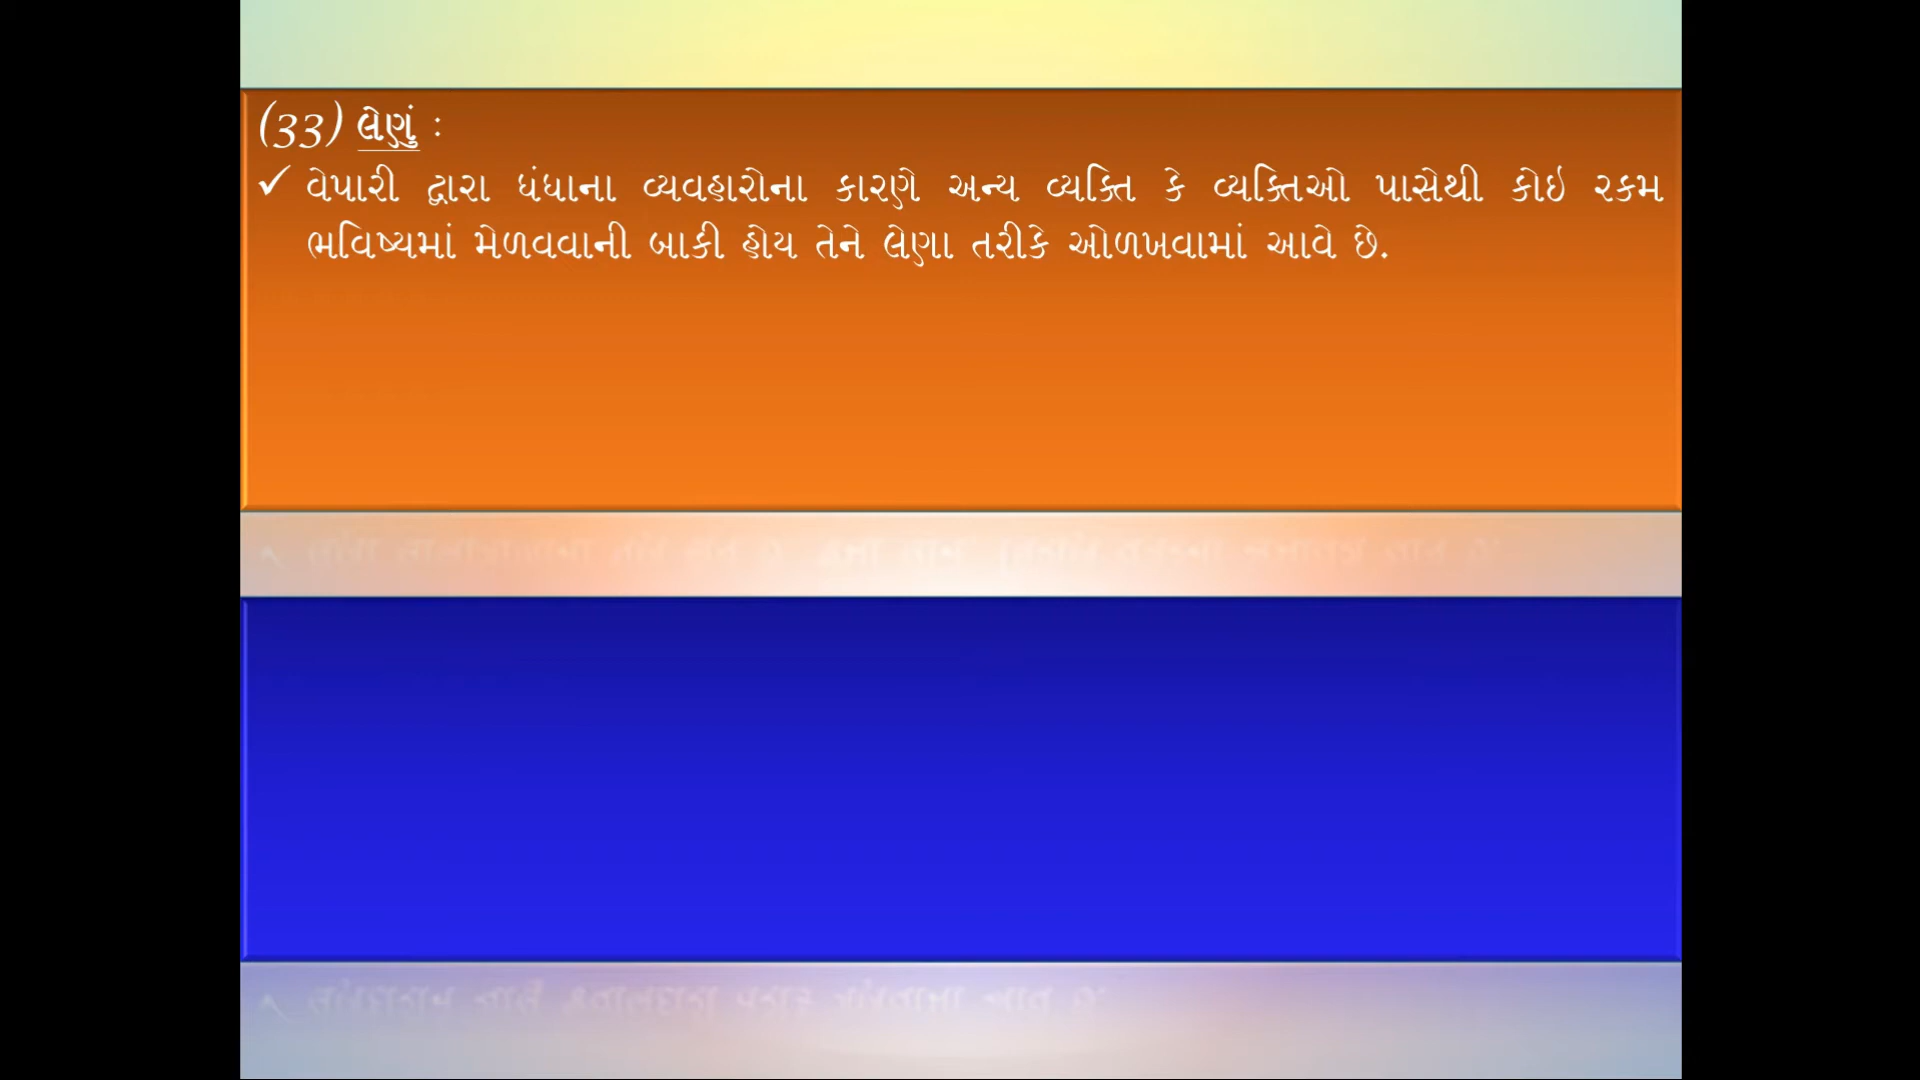 (33) લેણું :
✓ વેપારી દ્વારા ધંધાના વ્યવહારોના કારણે અન્ય વ્યક્તિ કે વ્યક્તિઓ પાસેથી કોઇ રકમ
ભવિષ્યમાં મેળવવાની બાકી હોય તેને લેણા તરીકે ઓળખવામાં આવે છે.